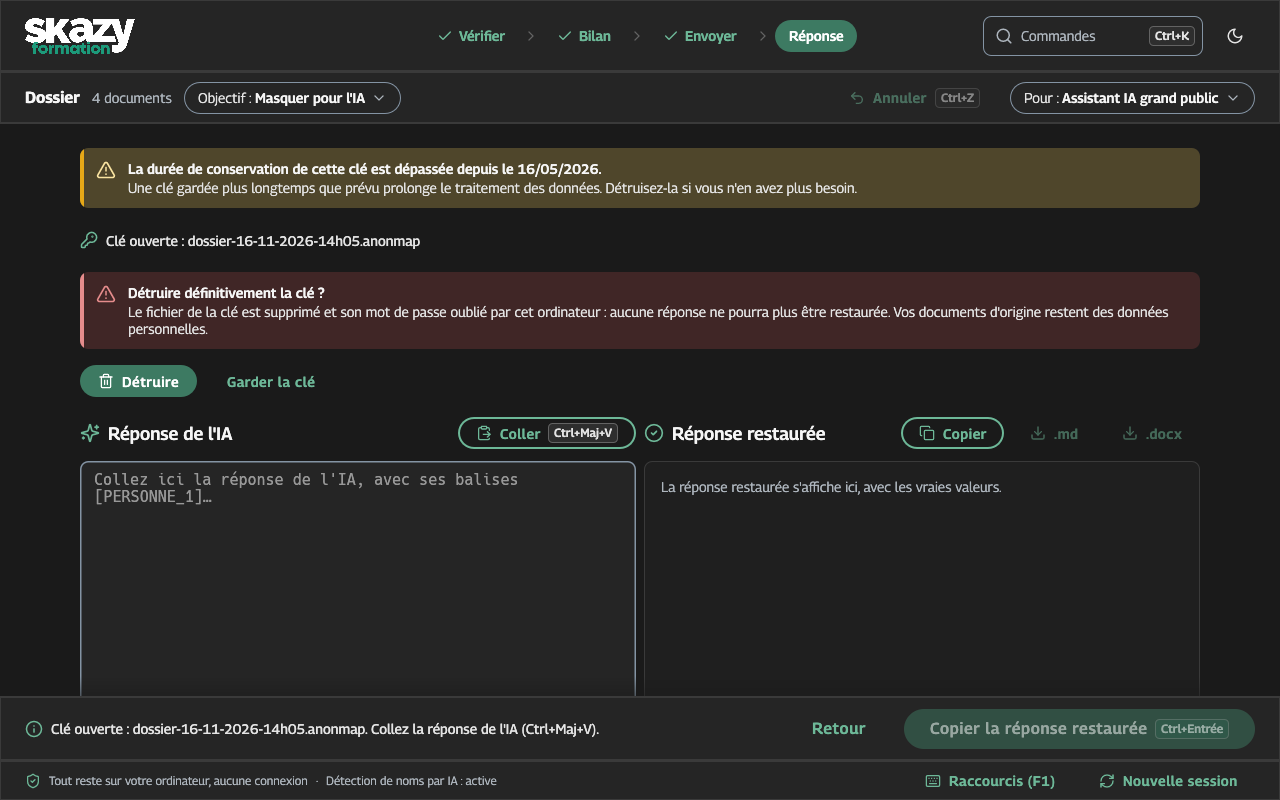 skazy
formation
Vérifier
Bilan
Envoyer
Réponse
Commandes
Ctrl+K
Dossier
4 documents
Objectif : Masquer pour l'IA
Annuler
Ctrl+Z
Pour : Assistant IA grand public
La durée de conservation de cette clé est dépassée depuis le 16/05/2026.
Une clé gardée plus longtemps que prévu prolonge le traitement des données. Détruisez-la si vous n'en avez plus besoin.
Clé ouverte : dossier-16-11-2026-14h05.anonmap
Détruire définitivement la clé ?
Le fichier de la clé est supprimé et son mot de passe oublié par cet ordinateur : aucune réponse ne pourra plus être restaurée. Vos documents d'origine restent des données
personnelles.
Détruire
Garder la clé
Réponse de l'IA
Coller
Ctrl+Maj+V
Réponse restaurée
Copier
.md
.docx
Collez ici la réponse de l'IA, avec ses balises
[PERSONNE_1]…
La réponse restaurée s'affiche ici, avec les vraies valeurs.
Clé ouverte : dossier-16-11-2026-14h05.anonmap. Collez la réponse de l'IA (Ctrl+Maj+V).
Retour
Copier la réponse restaurée
Ctrl+Entrée
Tout reste sur votre ordinateur, aucune connexion · Détection de noms par IA : active
Raccourcis (F1)
Nouvelle session